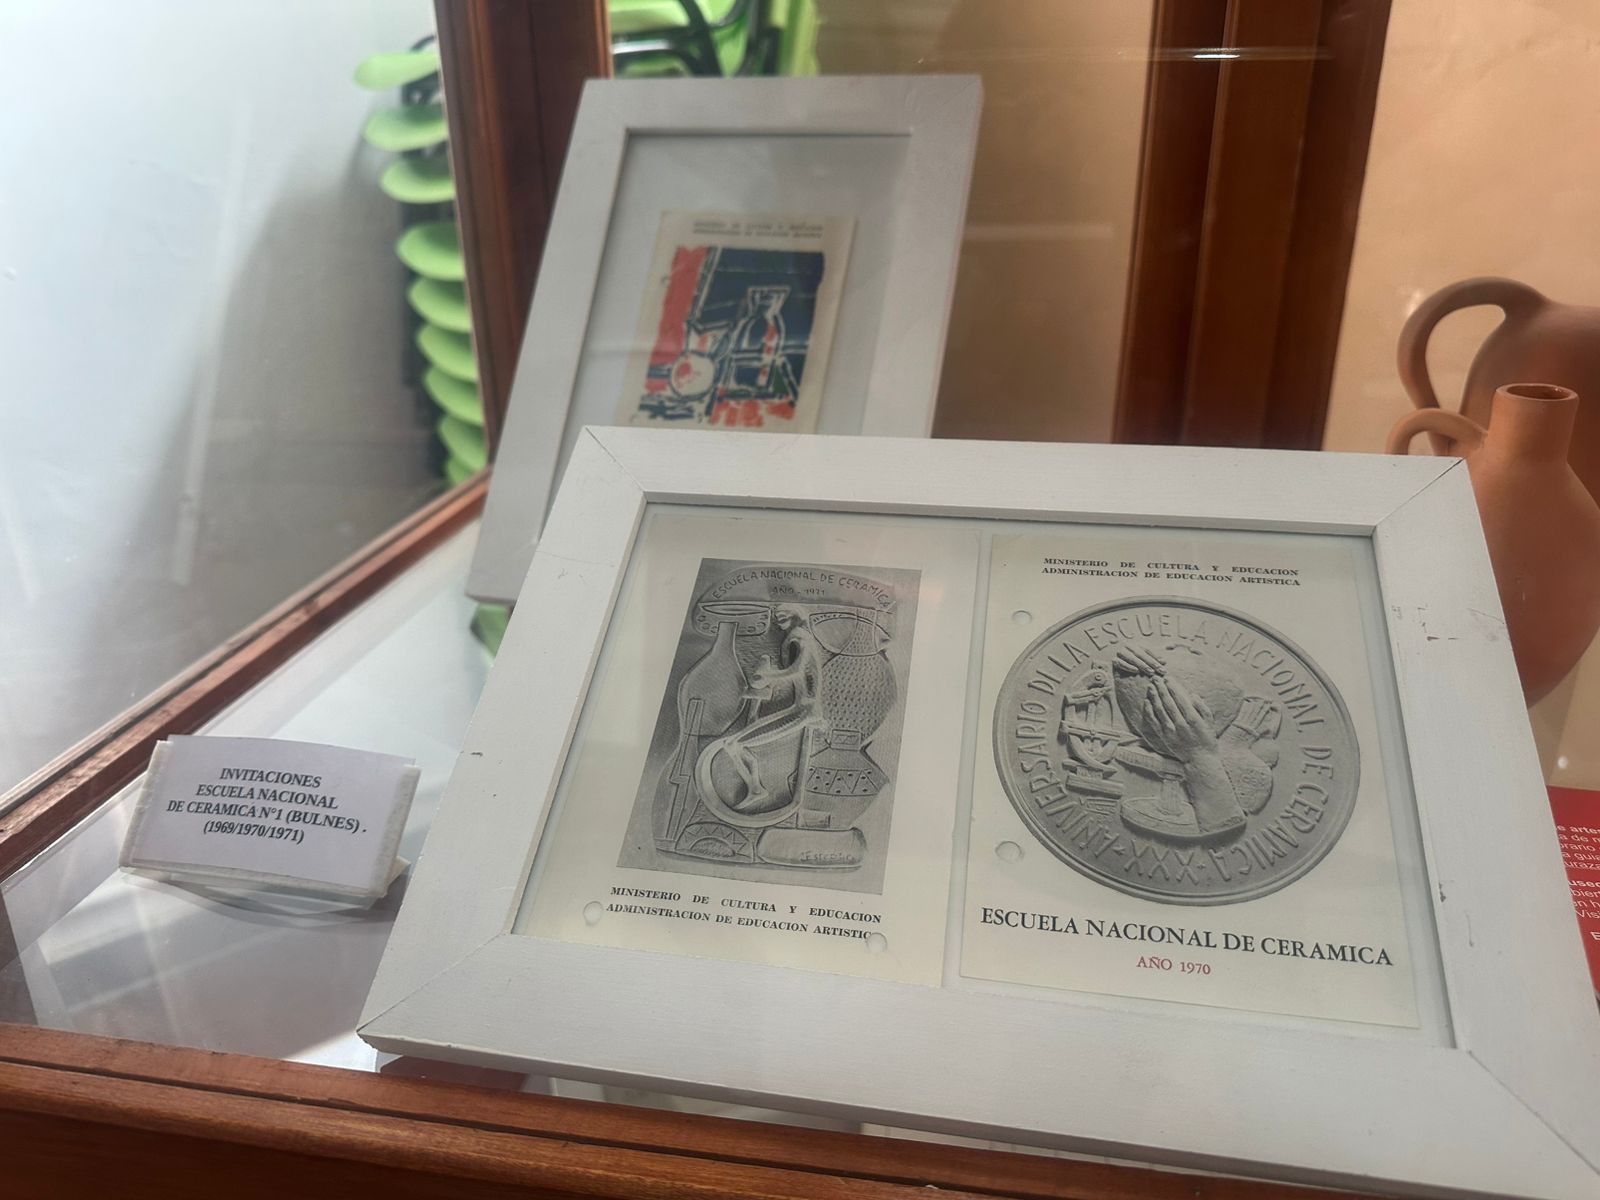 INVITACIONES
ESCUELA NACIONAL
DE CERAMICA N°1 (BULNES).
(1969/1970/1971)
ESCUELA NACIONAL DE CERAMICA
AÑO - 1971
MINISTERIO DE CULTURA Y EDUCACION
ADMINISTRACION DE EDUCACION ARTISTIC
MINISTERIO DE CULTURA Y EDUCACION
ADMINISTRACION DE EDUCACION ARTISTICA
XXX ANIVERSARIO DE LA ESCUELA NACIONAL DE CERAMICA
ESCUELA NACIONAL DE CERAMICA
AÑO 1970